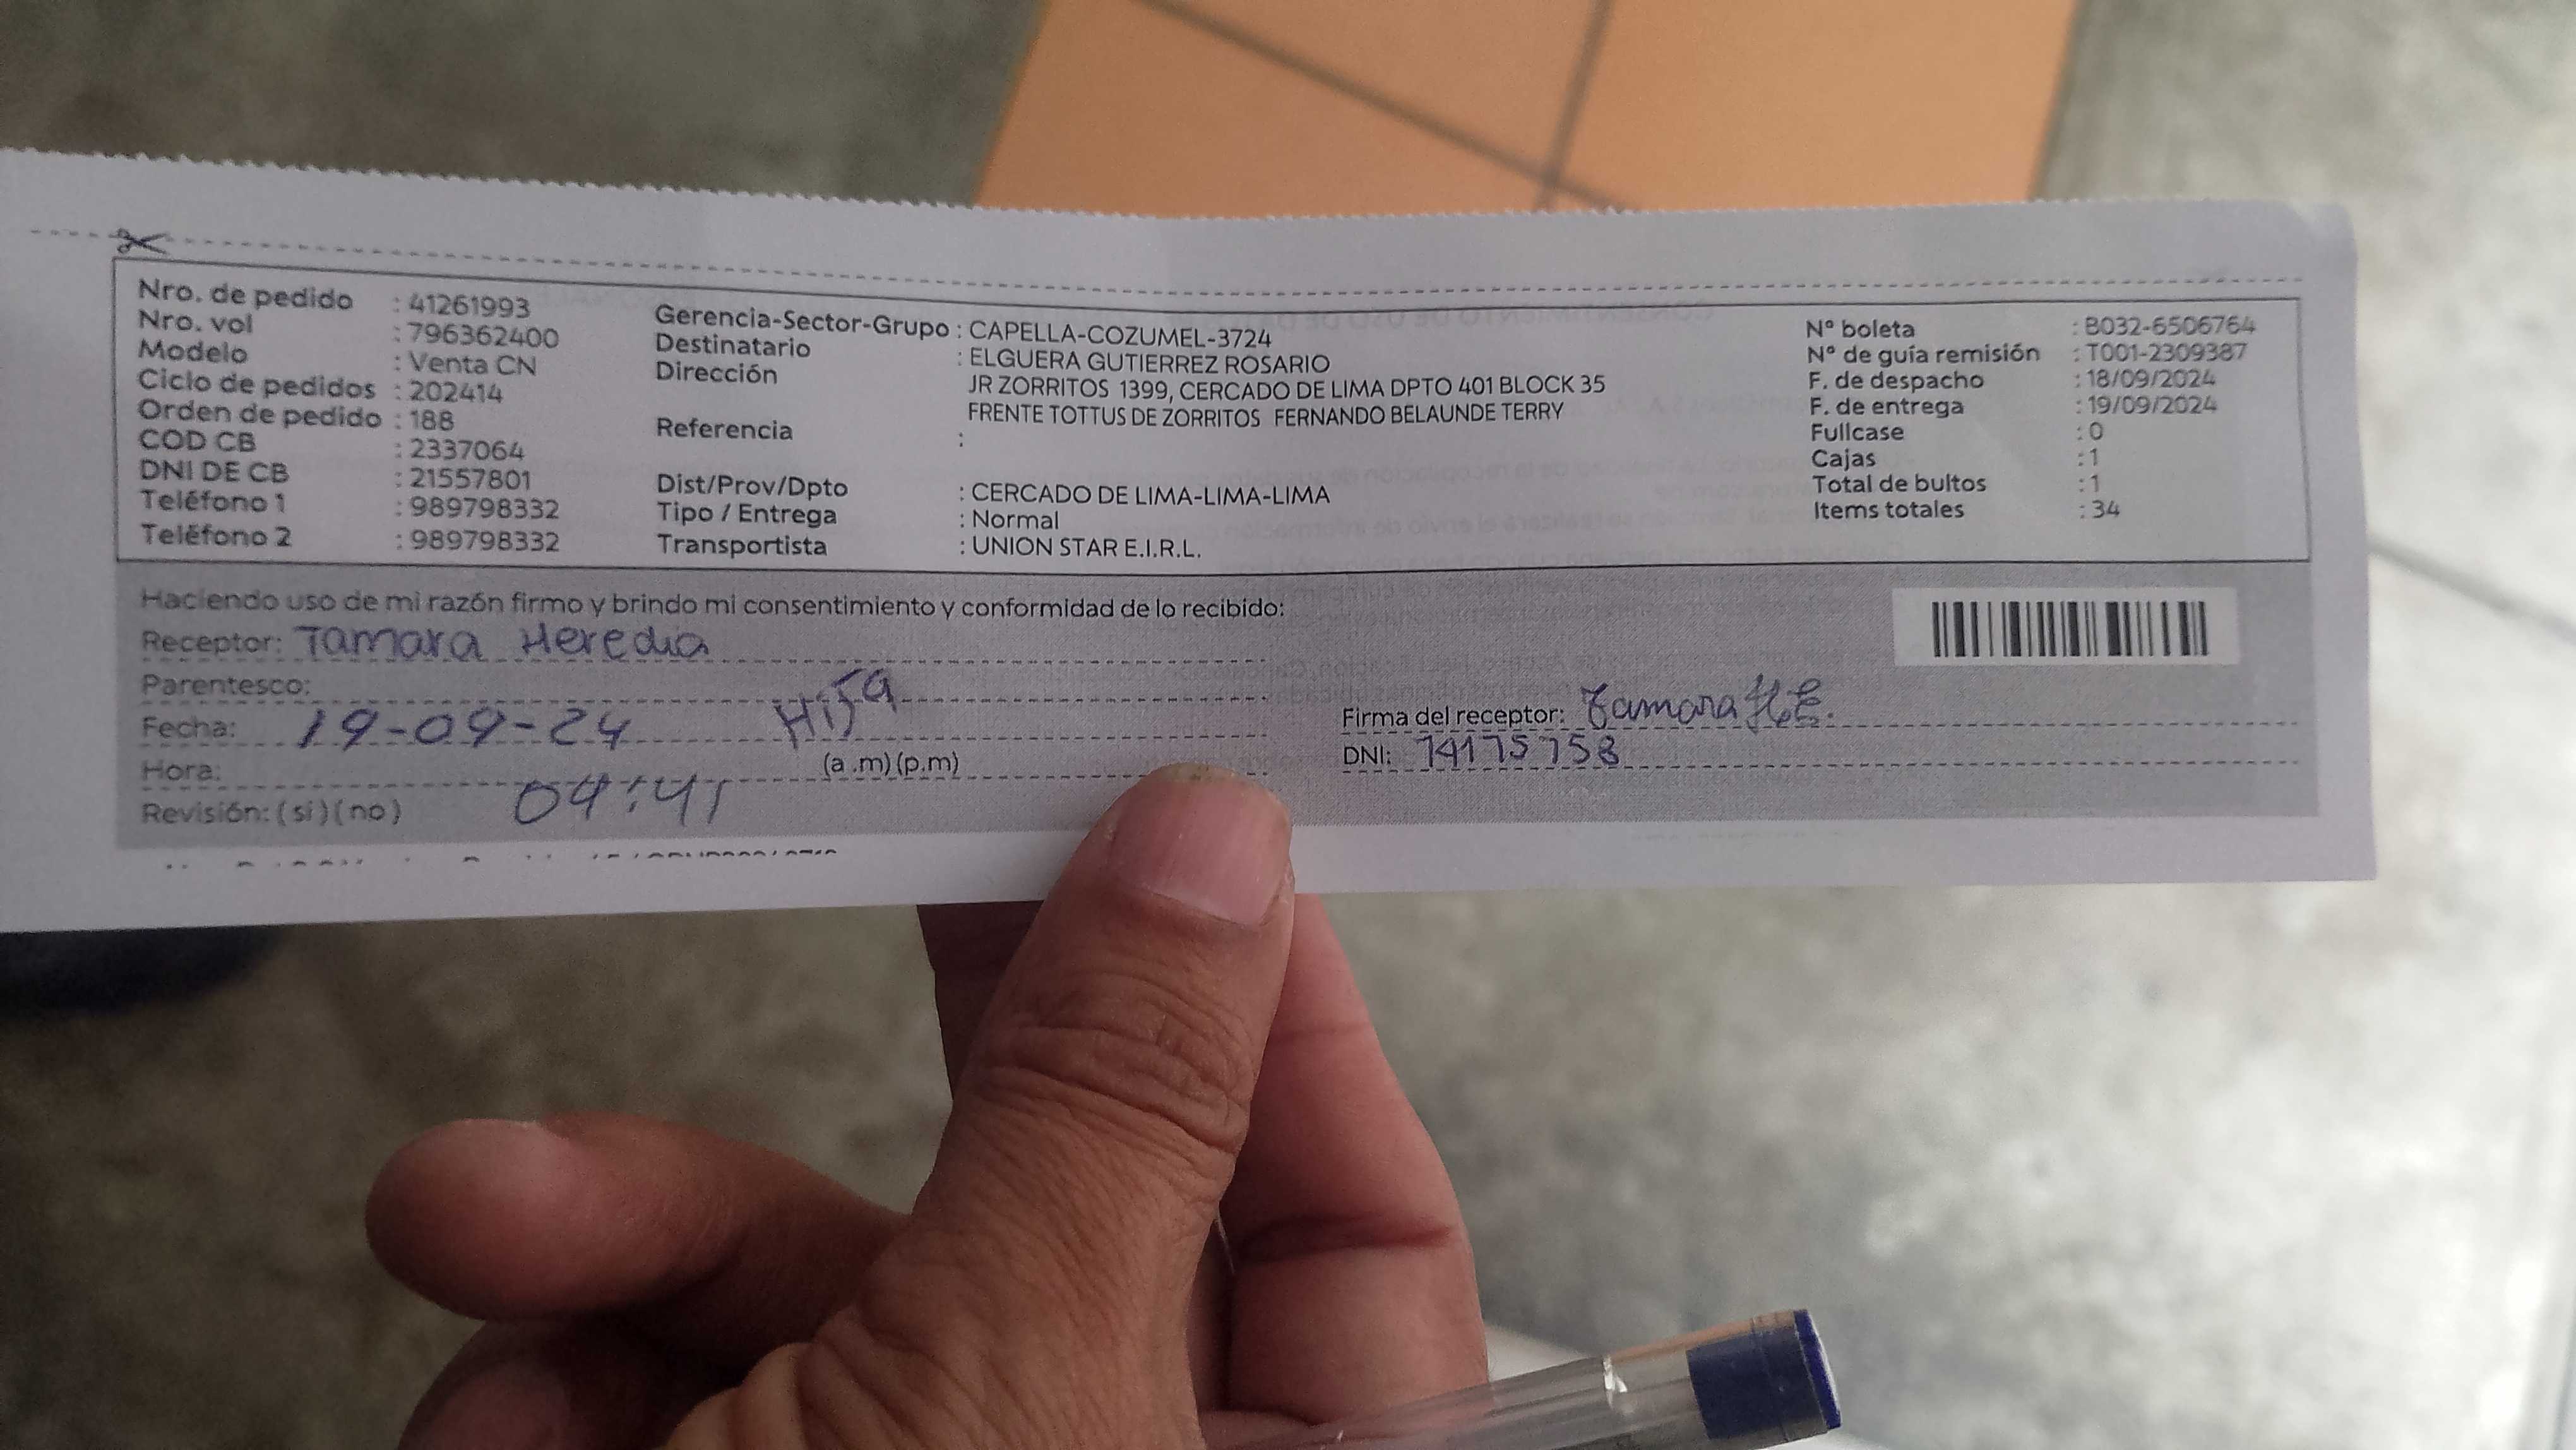 Nro. de pedido : 41261993
Nro. vol : 796362400
Modelo : Venta CN
Ciclo de pedidos : 202414
Orden de pedido : 188
COD CB : 2337064
DNI DE CB : 21557801
Teléfono 1 : 989798332
Teléfono 2 : 989798332
Gerencia-Sector-Grupo : CAPELLA-COZUMEL-3724
Destinatario : ELGUERA GUTIERREZ ROSARIO
Dirección JR ZORRITOS 1399, CERCADO DE LIMA DPTO 401 BLOCK 35
FRENTE TOTTUS DE ZORRITOS FERNANDO BELAUNDE TERRY
Referencia :
Dist/Prov/Dpto : CERCADO DE LIMA-LIMA-LIMA
Tipo / Entrega : Normal
Transportista : UNION STAR E.I.R.L.
N° boleta : B032-6506764
N° de guía remisión : T001-2309387
F. de despacho : 18/09/2024
F. de entrega : 19/09/2024
Fullcase : 0
Cajas : 1
Total de bultos : 1
Items totales : 34
Haciendo uso de mi razón firmo y brindo mi consentimiento y conformidad de lo recibido:
Receptor: Tamara Heredia
Parentesco: Hija
Fecha: 19-09-24
Hora: 04:41 (a .m) (p.m)
Revisión: ( si ) ( no )
Firma del receptor: Tamara H.E.
DNI: 74175758